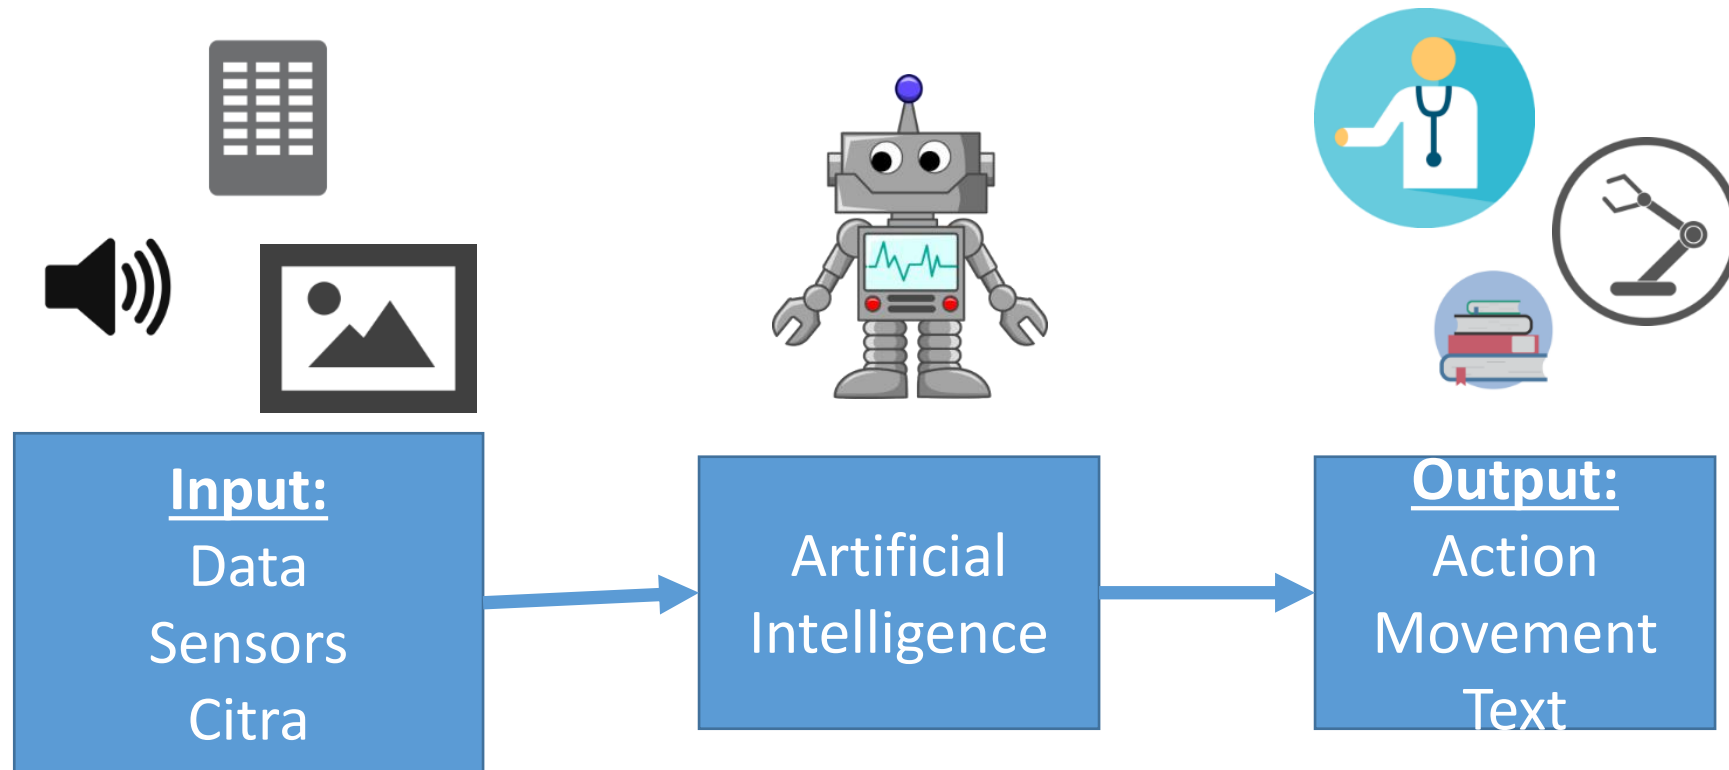 Input:
Data
Sensors
Citra
Artificial
Intelligence
Output:
Action
Movement
Text